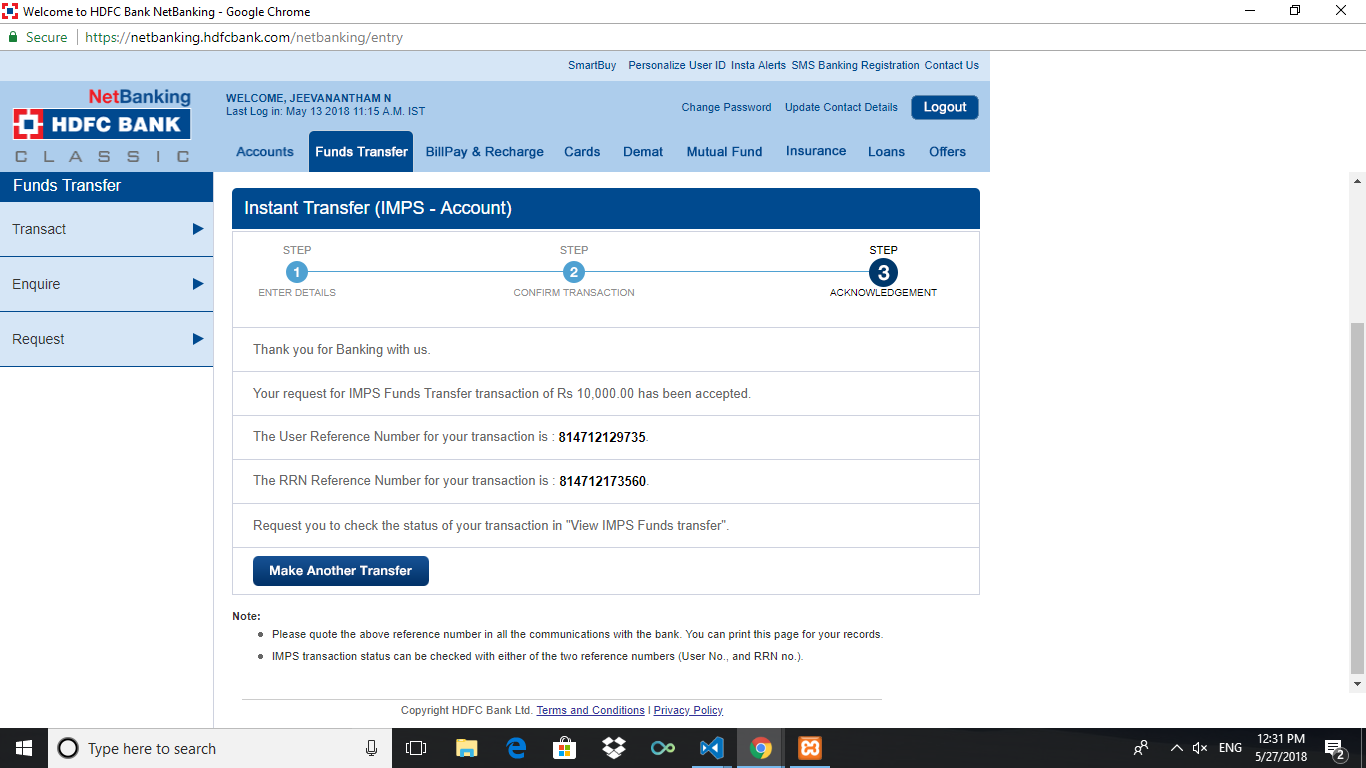 Welcome to HDFC Bank NetBanking - Google Chrome
Secure https://netbanking.hdfcbank.com/netbanking/entry
SmartBuy Personalize User ID Insta Alerts SMS Banking Registration Contact Us
NetBanking
HDFC BANK
CLASSIC
WELCOME, JEEVANANTHAM N
Last Log in: May 13 2018 11:15 A.M. IST
Change Password Update Contact Details Logout
Accounts Funds Transfer BillPay & Recharge Cards Demat Mutual Fund Insurance Loans Offers
Funds Transfer
Transact
Enquire
Request
Instant Transfer (IMPS - Account)
STEP STEP STEP
1 2 3
ENTER DETAILS CONFIRM TRANSACTION ACKNOWLEDGEMENT
Thank you for Banking with us.
Your request for IMPS Funds Transfer transaction of Rs 10,000.00 has been accepted.
The User Reference Number for your transaction is : 814712129735.
The RRN Reference Number for your transaction is : 814712173560.
Request you to check the status of your transaction in "View IMPS Funds transfer".
Make Another Transfer
Note:
Please quote the above reference number in all the communications with the bank. You can print this page for your records.
IMPS transaction status can be checked with either of the two reference numbers (User No., and RRN no.).
Copyright HDFC Bank Ltd. Terms and Conditions I Privacy Policy
Type here to search
ENG
12:31 PM
5/27/2018
2